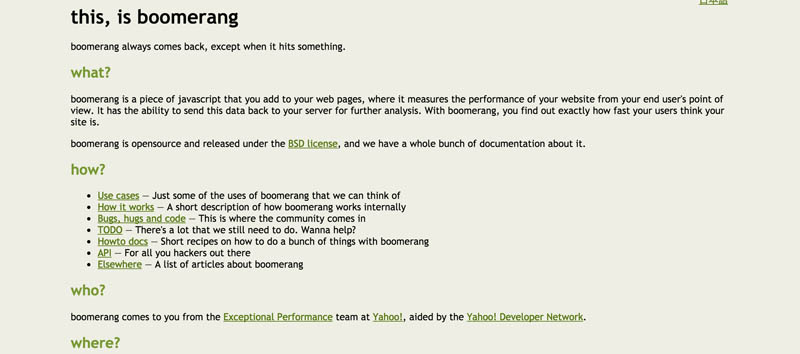 日本語
this, is boomerang
boomerang always comes back, except when it hits something.
what?
boomerang is a piece of javascript that you add to your web pages, where it measures the performance of your website from your end user's point of
view. It has the ability to send this data back to your server for further analysis. With boomerang, you find out exactly how fast your users think your
site is.
boomerang is opensource and released under the BSD license, and we have a whole bunch of documentation about it.
how?
Use cases — Just some of the uses of boomerang that we can think of
How it works — A short description of how boomerang works internally
Bugs, hugs and code — This is where the community comes in
TODO — There's a lot that we still need to do. Wanna help?
Howto docs — Short recipes on how to do a bunch of things with boomerang
API — For all you hackers out there
Elsewhere — A list of articles about boomerang
who?
boomerang comes to you from the Exceptional Performance team at Yahoo!, aided by the Yahoo! Developer Network.
where?